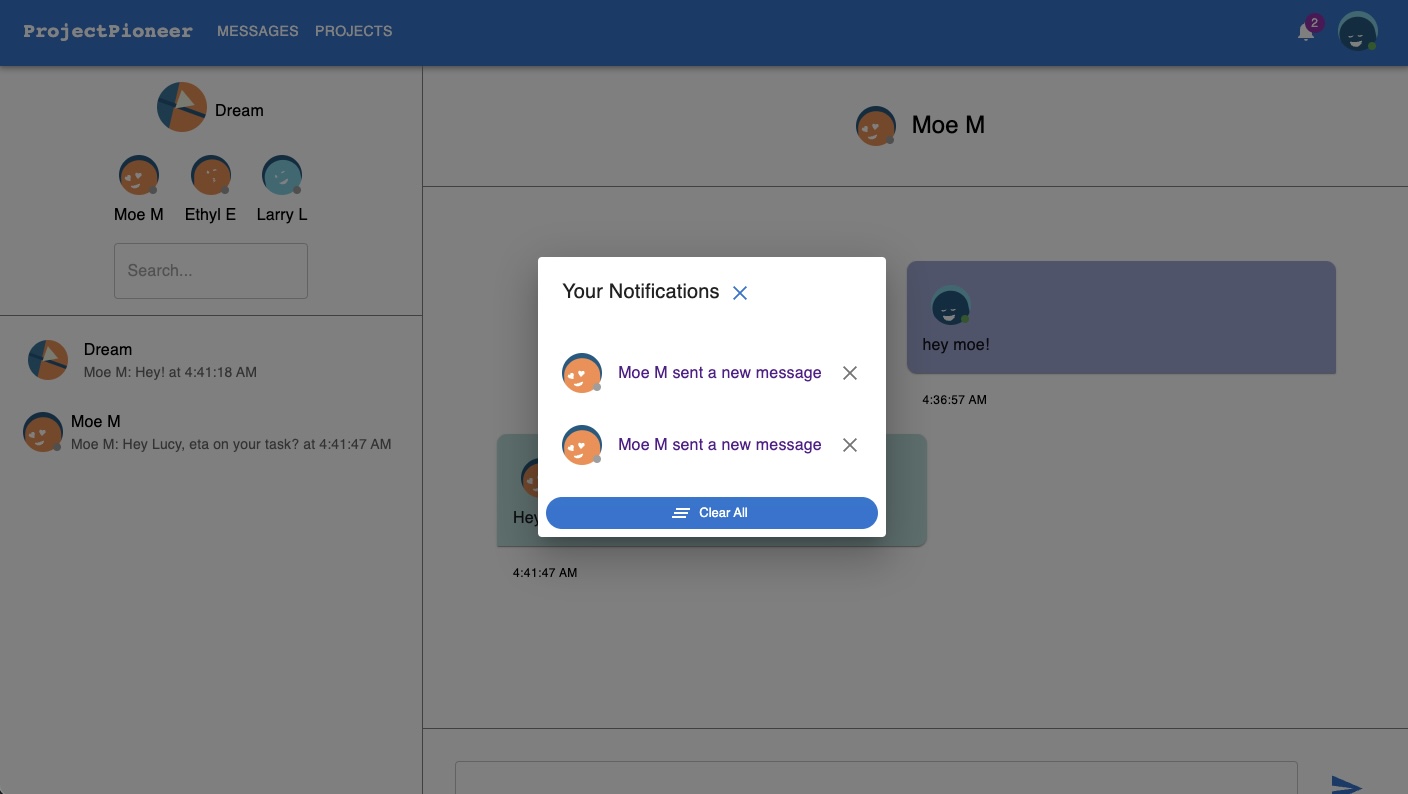 ProjectPioneer MESSAGES PROJECTS 2
Dream
Moe M Ethyl E Larry L
Search...
Dream
Moe M: Hey! at 4:41:18 AM
Moe M
Moe M: Hey Lucy, eta on your task? at 4:41:47 AM
Moe M
hey moe!
4:36:57 AM
Hey
4:41:47 AM
Your Notifications
Moe M sent a new message
Moe M sent a new message
Clear All